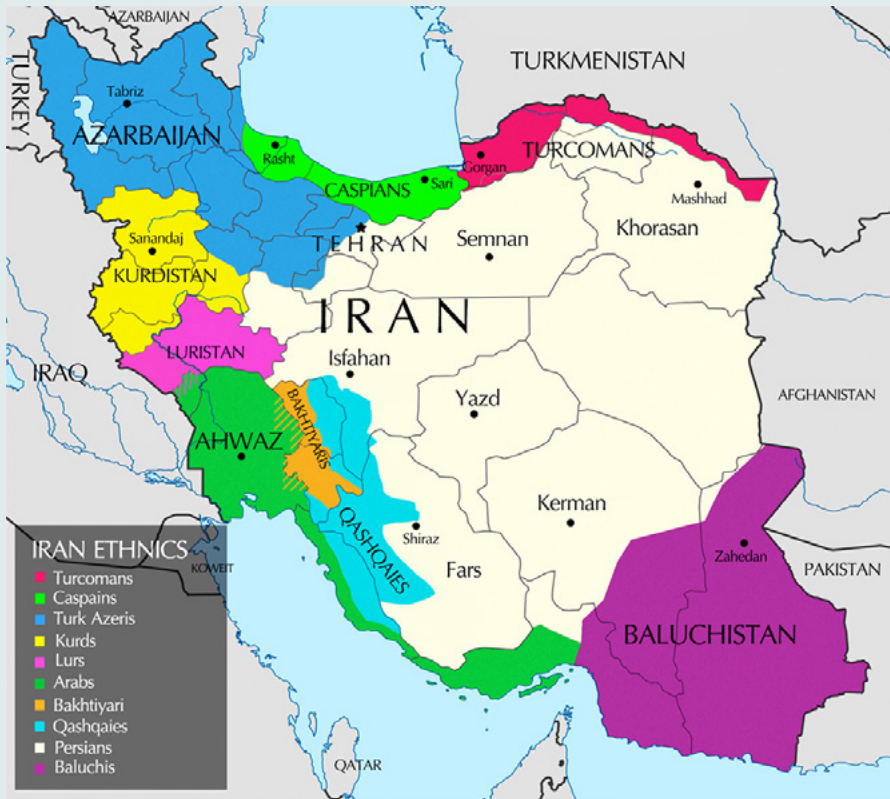 AZARBAIJAN
TURKEY
TURKMENISTAN
Tabriz
AZARBAIJAN
Rasht
CASPIANS
Sari
Gorgan
TURCOMANS
Mashhad
Khorasan
Sanandaj
KURDISTAN
TEHRAN
Semnan
IRAN
LURISTAN
Isfahan
IRAQ
Yazd
AFGHANISTAN
BAKHTIYARIS
AHWAZ
Kerman
QASHQAIES
Shiraz
Fars
Zahedan
PAKISTAN
BALUCHISTAN
KOWEIT
QATAR
IRAN ETHNICS
Turcomans
Caspains
Turk Azeris
Kurds
Lurs
Arabs
Bakhtiyari
Qashqaies
Persians
Baluchis